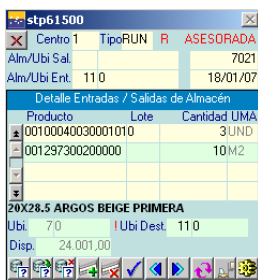 stp61500
Centro 1 Tipo RUN R ASESORADA
Alm/Ubi Sal. 7021
Alm/Ubi Ent. 11 0 18/01/07
Detalle Entradas / Salidas de Almacén
Producto Lote Cantidad UMA
00100040030001010 3 UND
001297300200000 10 M2
20X28.5 ARGOS BEIGE PRIMERA
Ubi. 7 0 ! Ubi Dest. 11 0
Disp. 24.001,00